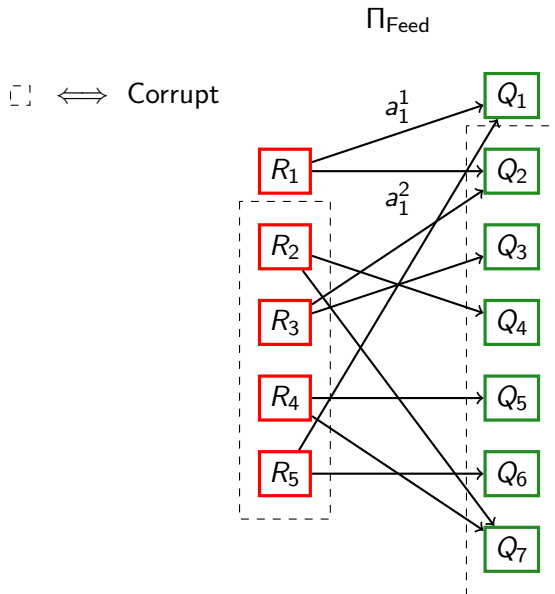 Π_Feed
⟺ Corrupt
Q_1
a_1^1
R_1
Q_2
a_1^2
R_2
Q_3
R_3
Q_4
R_4
Q_5
R_5
Q_6
Q_7